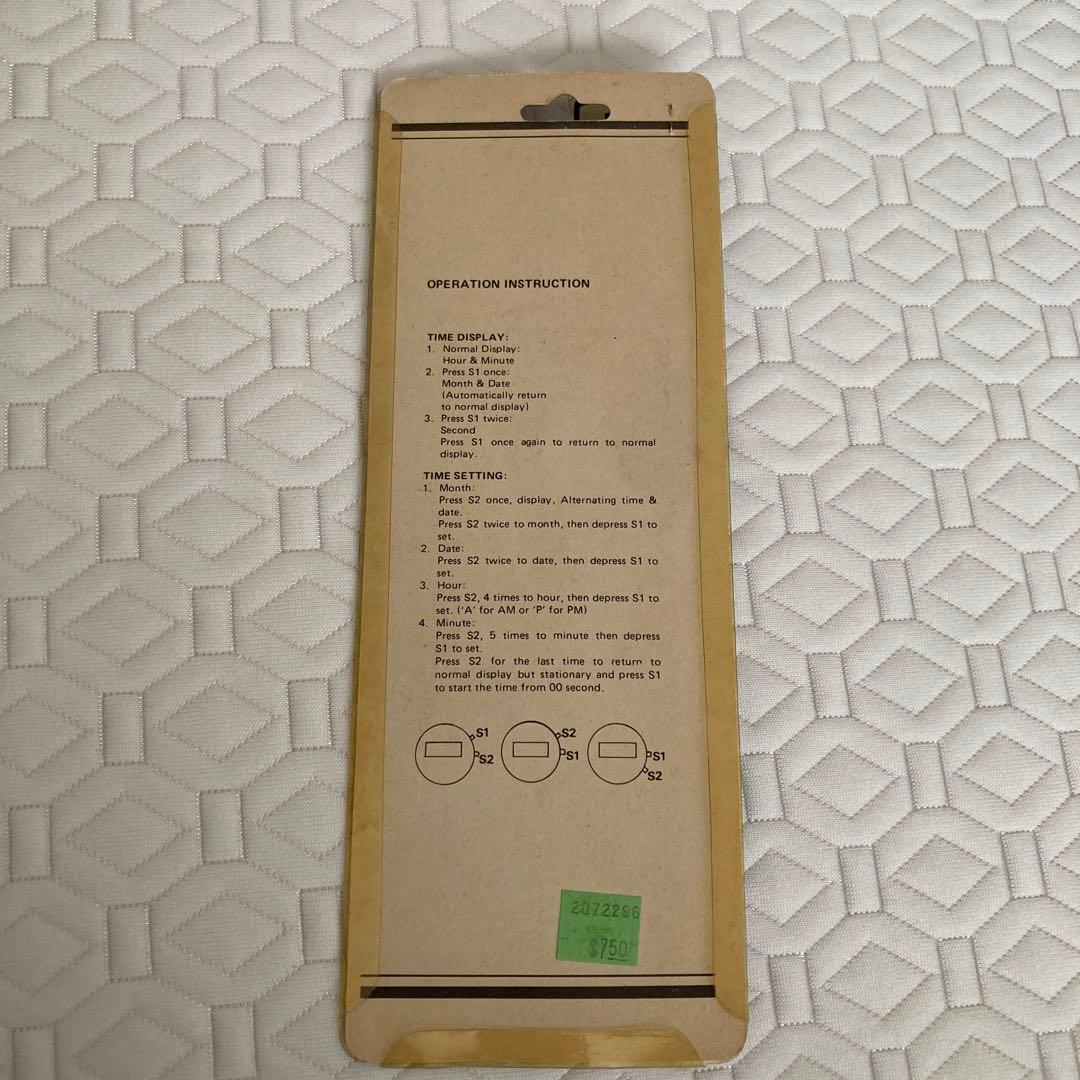 OPERATION INSTRUCTION
TIME DISPLAY:
1. Normal Display:
Hour & Minute
2. Press S1 once:
Month & Date
(Automatically return
to normal display)
3. Press S1 twice:
Second
Press S1 once again to return to normal
display.
TIME SETTING:
1. Month:
Press S2 once, display, Alternating time &
date.
Press S2 twice to month, then depress S1 to
set.
2. Date:
Press S2 twice to date, then depress S1 to
set.
3. Hour:
Press S2, 4 times to hour, then depress S1 to
set. ('A' for AM or 'P' for PM)
4. Minute:
Press S2, 5 times to minute then depress
S1 to set.
Press S2 for the last time to return to
normal display but stationary and press S1
to start the time from 00 second.
S1 S2 
S2 S1 S1
S2
2072296
$750